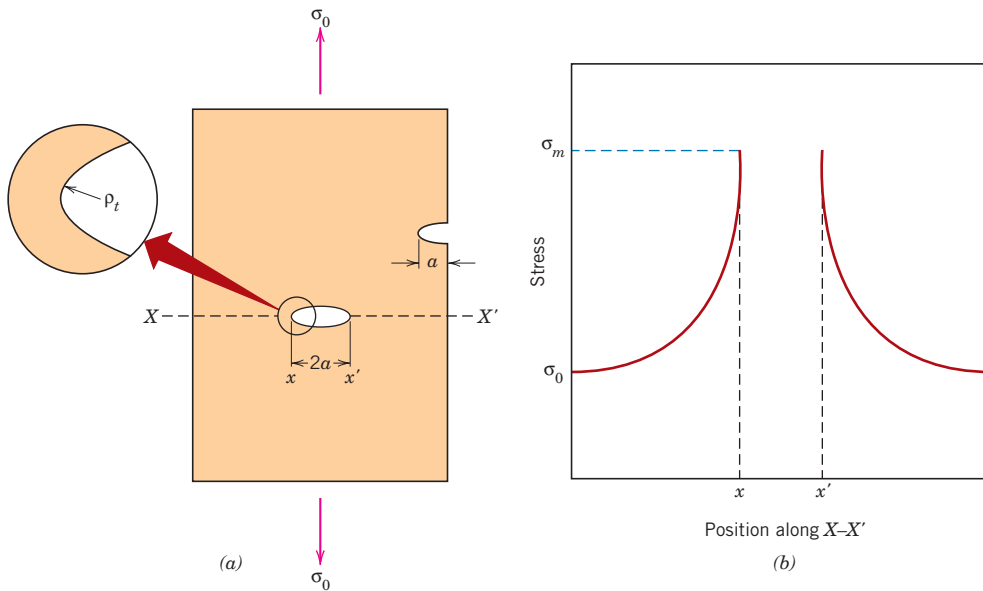 σ₀
ρₜ
a
X
X′
2a
x
x′
σ₀
(a)
Stress
σₘ
σ₀
x
x′
Position along X–X′
(b)